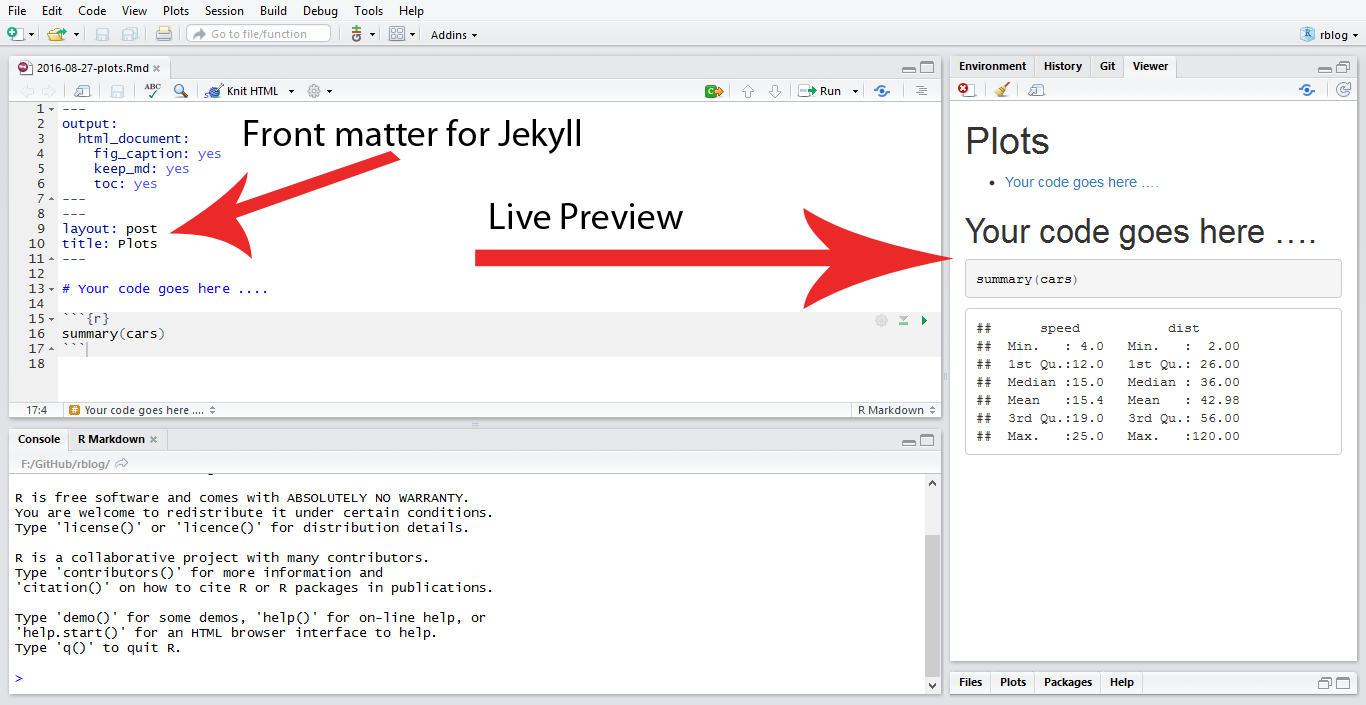 File Edit Code View Plots Session Build Debug Tools Help
Go to file/function Addins rblog
2016-08-27-plots.Rmd
ABC Knit HTML Run
1 ---
2 output:
3   html_document:
4     fig_caption: yes
5     keep_md: yes
6     toc: yes
7 ---
8 ---
9 layout: post
10 title: Plots
11 ---
12
13 # Your code goes here ....
14
15 ```{r}
16 summary(cars)
17 ```
18
Front matter for Jekyll
Live Preview
17:4 # Your code goes here .... R Markdown
Console R Markdown
F:/GitHub/rblog/
R is free software and comes with ABSOLUTELY NO WARRANTY.
You are welcome to redistribute it under certain conditions.
Type 'license()' or 'licence()' for distribution details.
R is a collaborative project with many contributors.
Type 'contributors()' for more information and
'citation()' on how to cite R or R packages in publications.
Type 'demo()' for some demos, 'help()' for on-line help, or
'help.start()' for an HTML browser interface to help.
Type 'q()' to quit R.
>
Environment History Git Viewer
Plots
• Your code goes here ….
Your code goes here ….
summary(cars)
##      speed           dist
##  Min.   : 4.0   Min.   :  2.00
##  1st Qu.:12.0   1st Qu.: 26.00
##  Median :15.0   Median : 36.00
##  Mean   :15.4   Mean   : 42.98
##  3rd Qu.:19.0   3rd Qu.: 56.00
##  Max.   :25.0   Max.   :120.00
Files Plots Packages Help